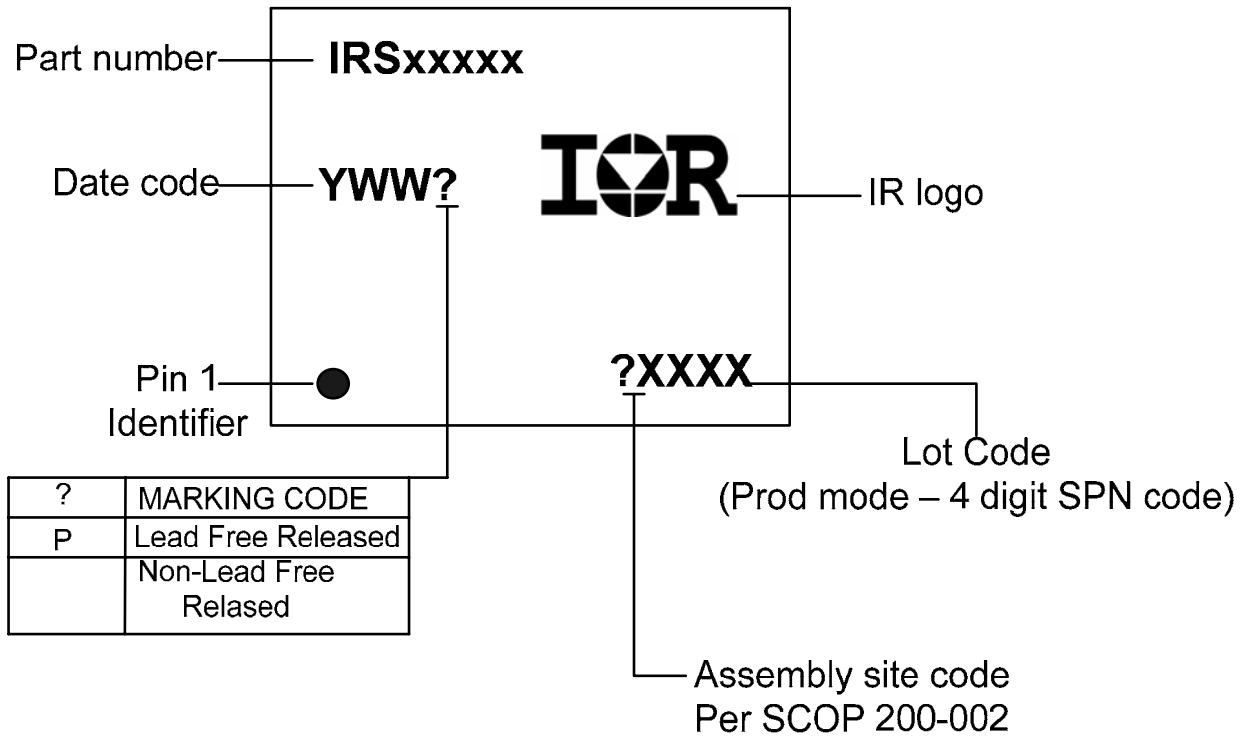 Part number
IRSxxxxx
Date code
YWW?
IOR
IR logo
Pin 1
Identifier
?XXXX
Lot Code
(Prod mode – 4 digit SPN code)
? MARKING CODE
P Lead Free Released
Non-Lead Free
Relased
Assembly site code
Per SCOP 200-002